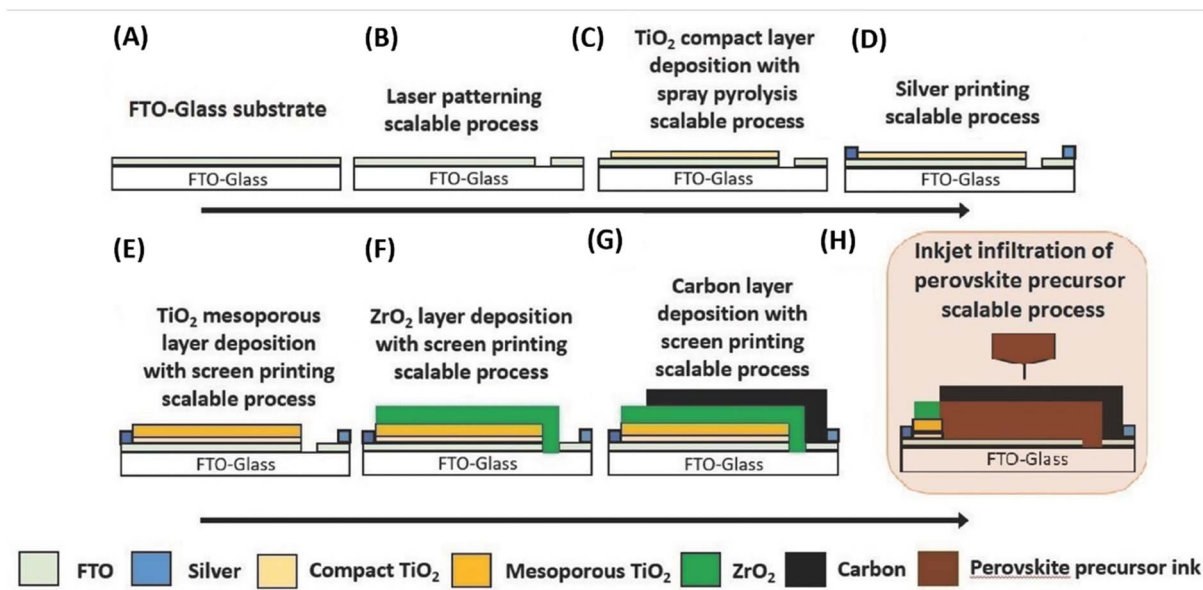 (A)
FTO-Glass substrate
FTO-Glass
(B)
Laser patterning
scalable process
FTO-Glass
(C)
TiO₂ compact layer
deposition with
spray pyrolysis
scalable process
FTO-Glass
(D)
Silver printing
scalable process
FTO-Glass
(E)
TiO₂ mesoporous
layer deposition
with screen printing
scalable process
FTO-Glass
(F)
ZrO₂ layer deposition
with screen printing
scalable process
FTO-Glass
(G)
Carbon layer
deposition with
screen printing
scalable process
FTO-Glass
(H)
Inkjet infiltration of
perovskite precursor
scalable process
FTO-Glass
FTO
Silver
Compact TiO₂
Mesoporous TiO₂
ZrO₂
Carbon
Perovskite precursor ink